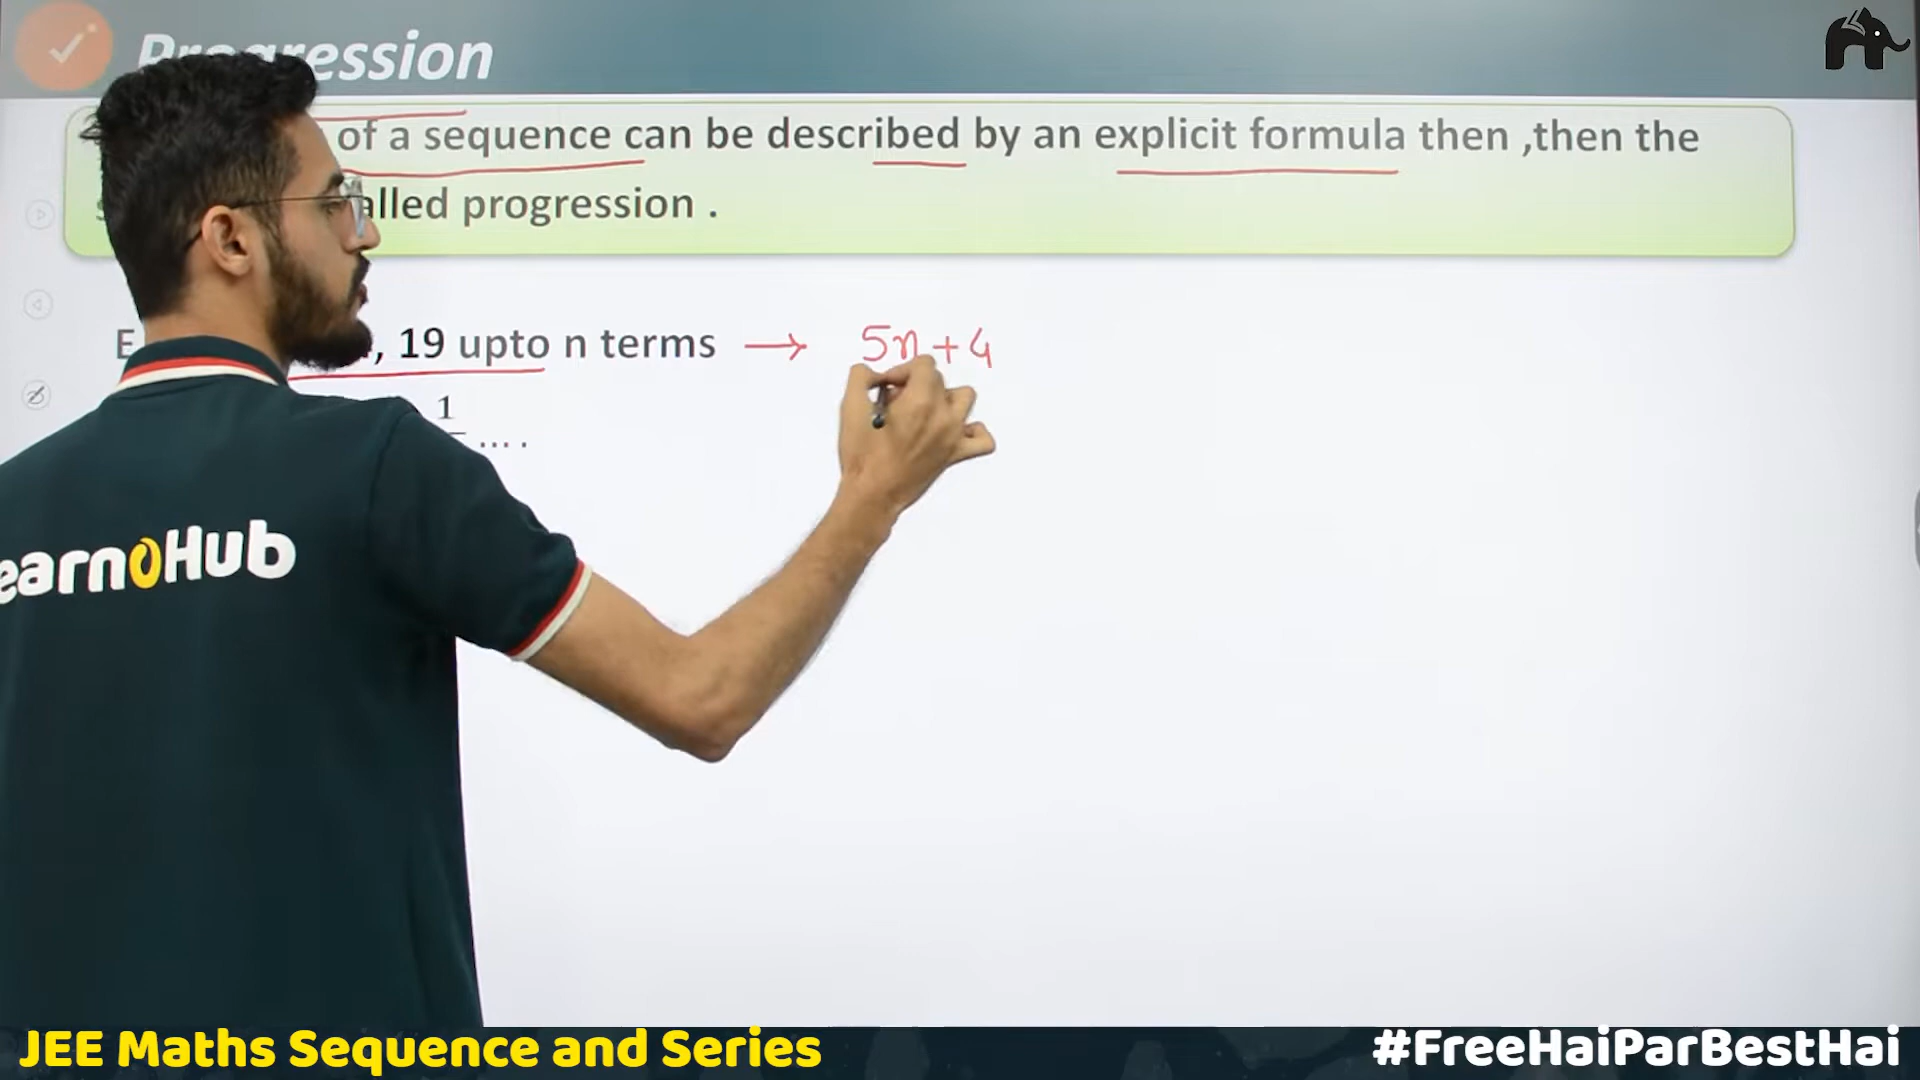 Progression
of a sequence can be described by an explicit formula then ,then the
called progression .
, 19 upto n terms → 5n+4
1
... .
earnoHub
JEE Maths Sequence and Series
#FreeHaiParBestHai